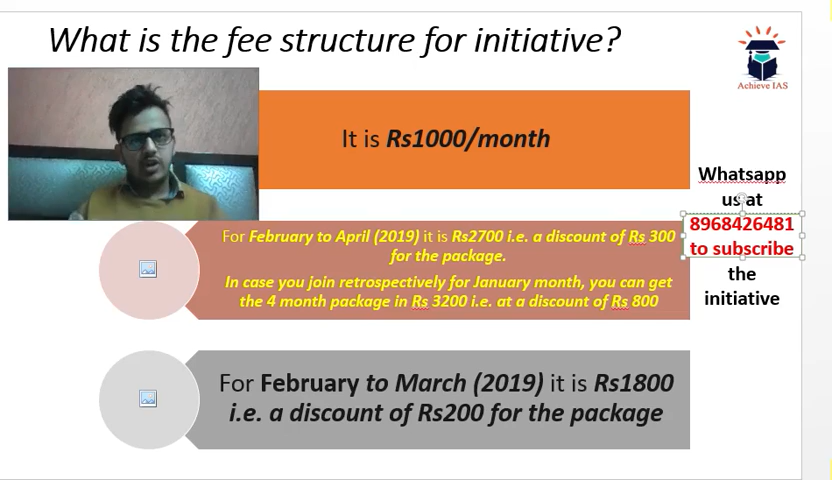 What is the fee structure for initiative?
Achieve IAS
It is Rs1000/month
Whatsapp
us at
8968426481
to subscribe
the
initiative
For February to April (2019) it is Rs2700 i.e. a discount of Rs 300
for the package.
In case you join retrospectively for January month, you can get
the 4 month package in Rs 3200 i.e. at a discount of Rs 800
For February to March (2019) it is Rs1800
i.e. a discount of Rs200 for the package